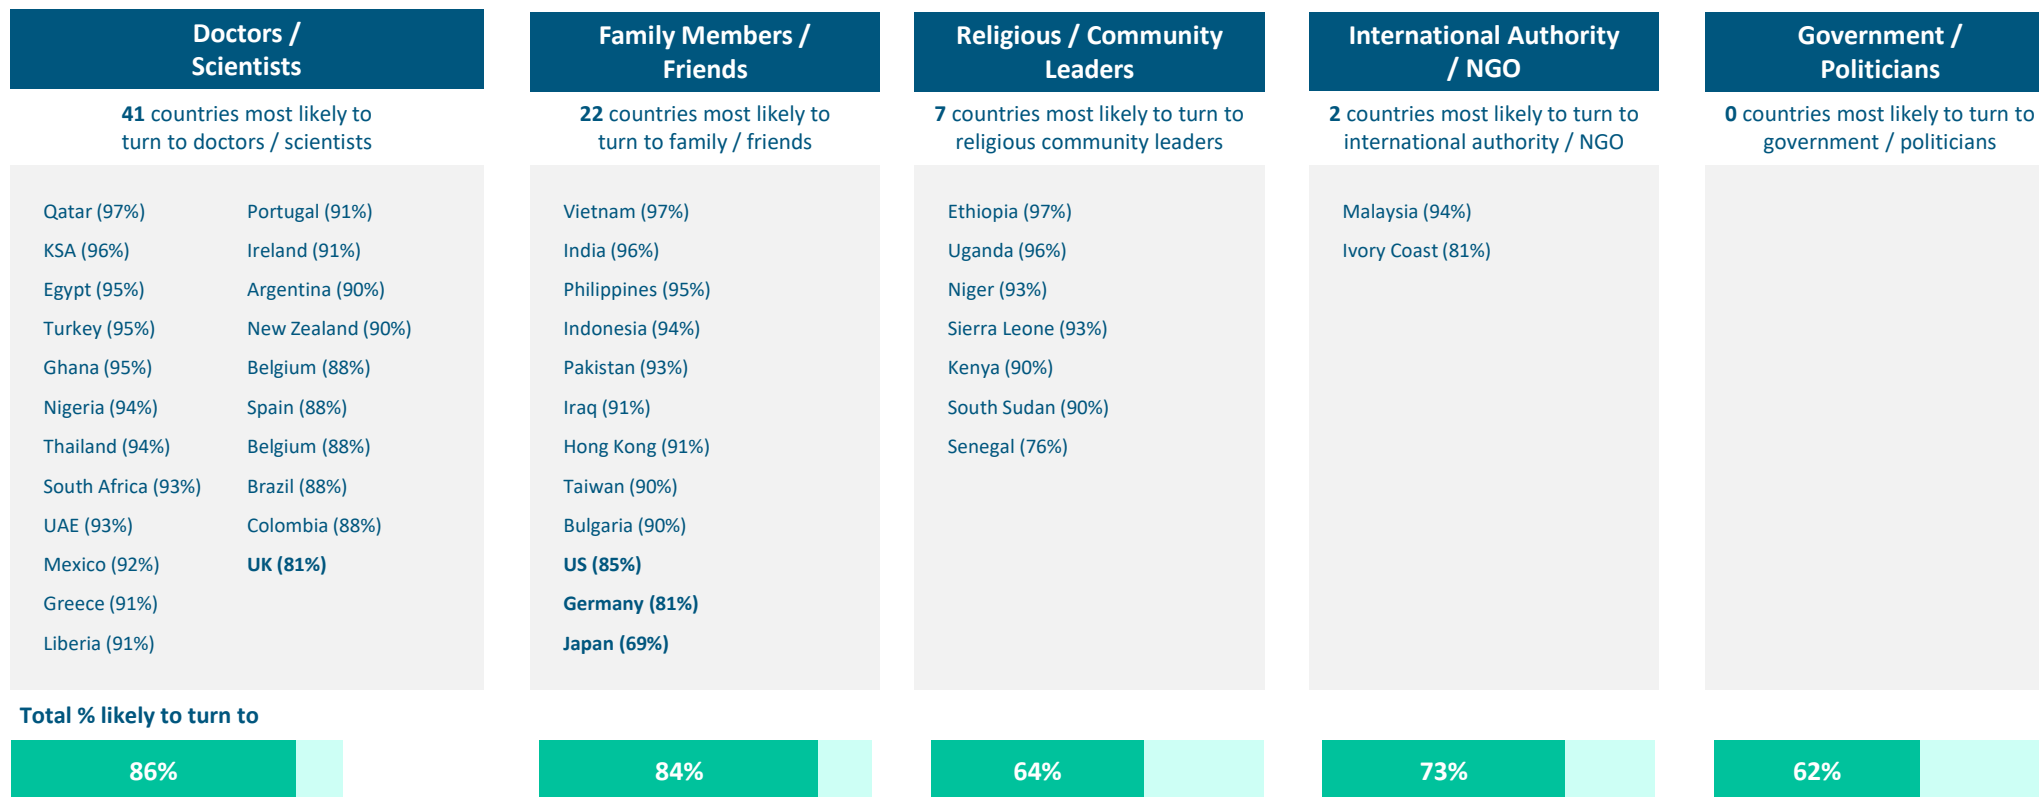 Doctors /
Scientists
41 countries most likely to
turn to doctors / scientists
Qatar (97%)
KSA (96%)
Egypt (95%)
Turkey (95%)
Ghana (95%)
Nigeria (94%)
Thailand (94%)
South Africa (93%)
UAE (93%)
Mexico (92%)
Greece (91%)
Liberia (91%)
Portugal (91%)
Ireland (91%)
Argentina (90%)
New Zealand (90%)
Belgium (88%)
Spain (88%)
Belgium (88%)
Brazil (88%)
Colombia (88%)
UK (81%)
Family Members /
Friends
22 countries most likely to
turn to family / friends
Vietnam (97%)
India (96%)
Philippines (95%)
Indonesia (94%)
Pakistan (93%)
Iraq (91%)
Hong Kong (91%)
Taiwan (90%)
Bulgaria (90%)
US (85%)
Germany (81%)
Japan (69%)
Religious / Community
Leaders
7 countries most likely to turn to
religious community leaders
Ethiopia (97%)
Uganda (96%)
Niger (93%)
Sierra Leone (93%)
Kenya (90%)
South Sudan (90%)
Senegal (76%)
International Authority
/ NGO
2 countries most likely to turn to
international authority / NGO
Malaysia (94%)
Ivory Coast (81%)
Government /
Politicians
0 countries most likely to turn to
government / politicians
Total % likely to turn to
86%
84%
64%
73%
62%